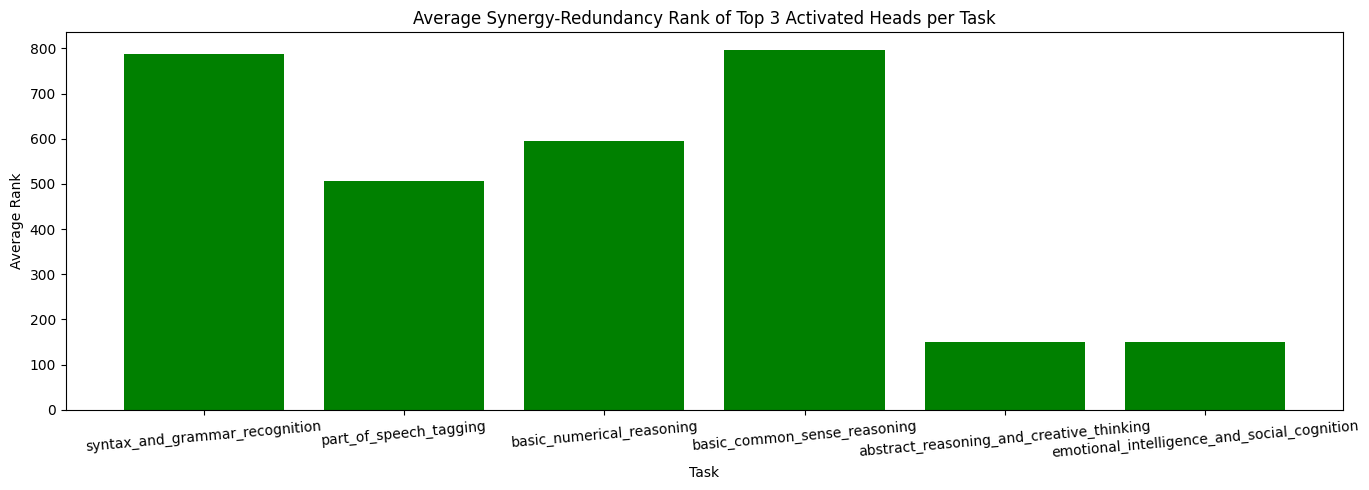 Average Synergy-Redundancy Rank of Top 3 Activated Heads per Task
Average Rank
800
700
600
500
400
300
200
100
0
syntax_and_grammar_recognition
part_of_speech_tagging
basic_numerical_reasoning
basic_common_sense_reasoning
abstract_reasoning_and_creative_thinking
emotional_intelligence_and_social_cognition
Task